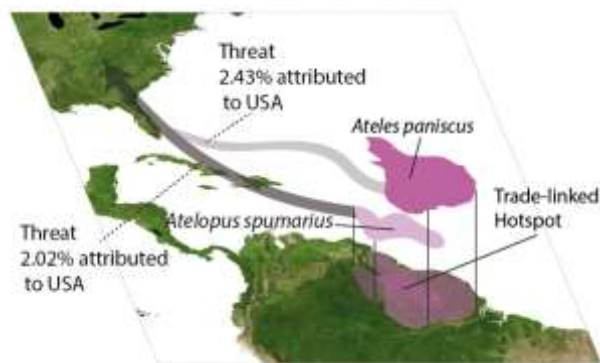 Threat
2.43% attributed
to USA
Ateles paniscus
Trade-linked
Hotspot
Atelopus spumarius
Threat
2.02% attributed
to USA